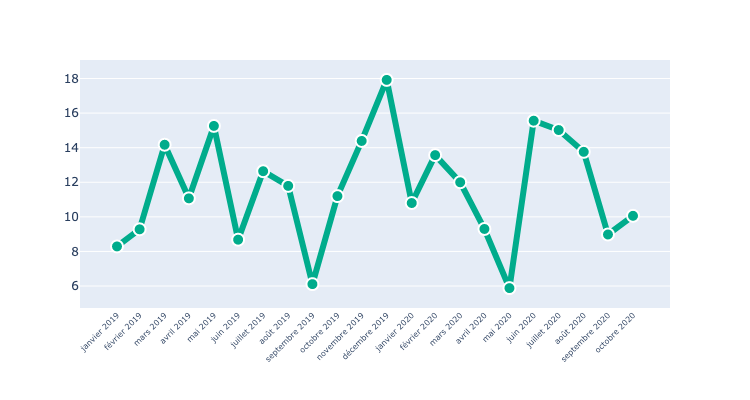 18
16
14
12
10
8
6
janvier 2019
février 2019
mars 2019
avril 2019
mai 2019
juin 2019
juillet 2019
août 2019
septembre 2019
octobre 2019
novembre 2019
décembre 2019
janvier 2020
février 2020
mars 2020
avril 2020
mai 2020
juin 2020
juillet 2020
août 2020
septembre 2020
octobre 2020